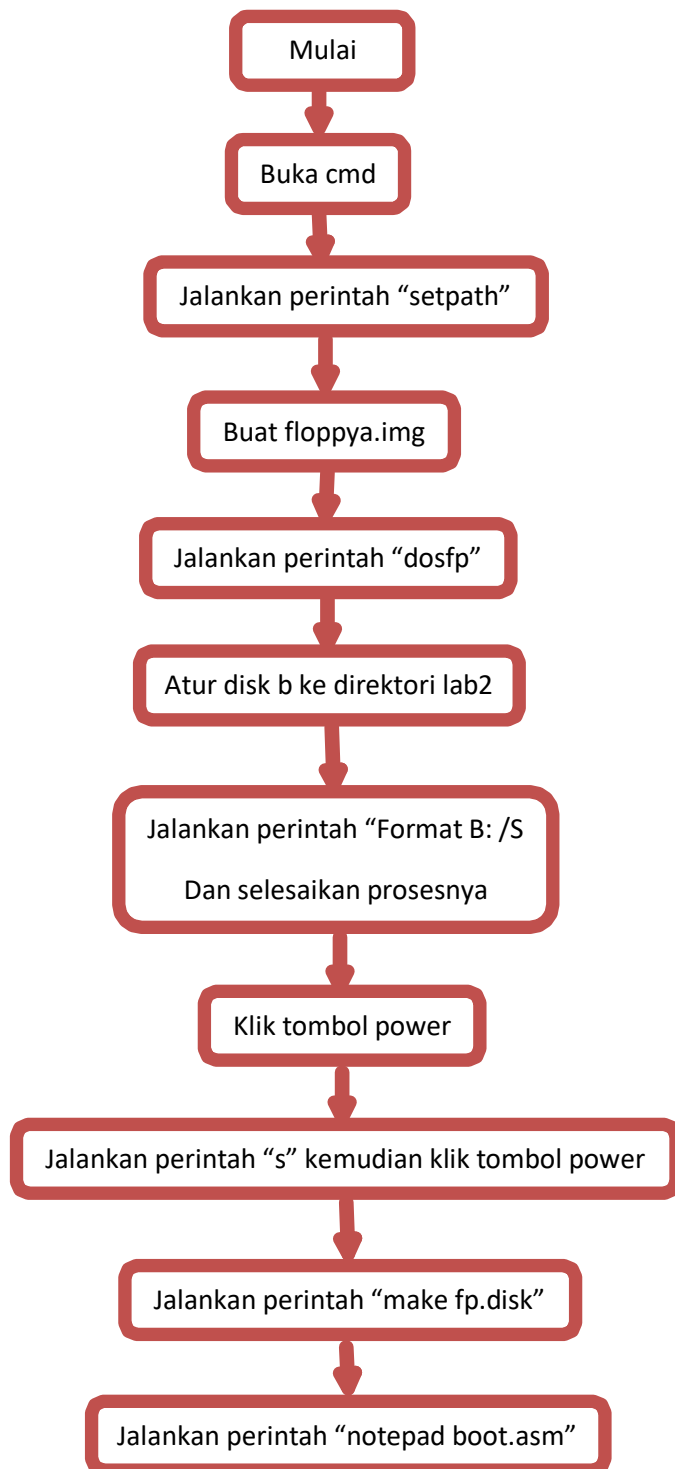 Mulai
Buka cmd
Jalankan perintah “setpath”
Buat floppya.img
Jalankan perintah “dosfp”
Atur disk b ke direktori lab2
Jalankan perintah “Format B: /S
Dan selesaikan prosesnya
Klik tombol power
Jalankan perintah “s” kemudian klik tombol power
Jalankan perintah “make fp.disk”
Jalankan perintah “notepad boot.asm”